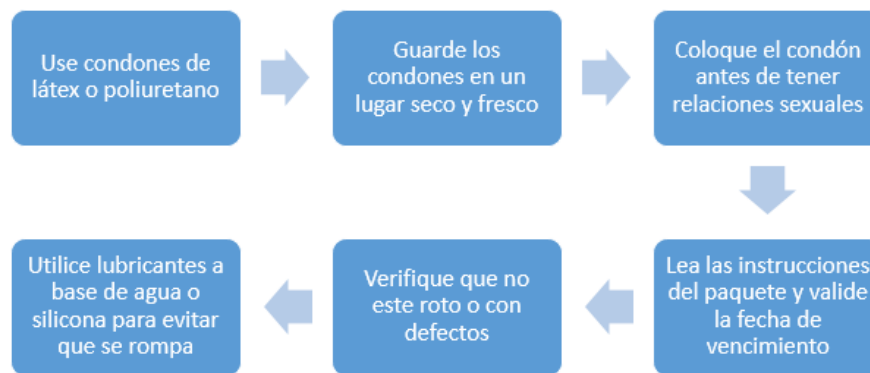 Use condones de
látex o poliuretano
Guarde los
condones en un
lugar seco y fresco
Coloque el condón
antes de tener
relaciones sexuales
Lea las instrucciones
del paquete y valide
la fecha de
vencimiento
Verifique que no
este roto o con
defectos
Utilice lubricantes a
base de agua o
silicona para evitar
que se rompa